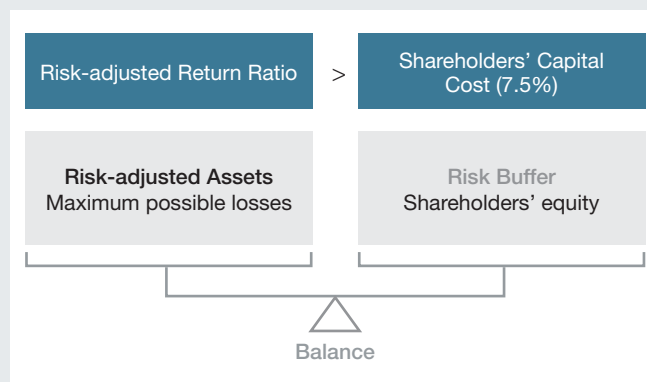 Risk-adjusted Return Ratio
>
Shareholders’ Capital
Cost (7.5%)
Risk-adjusted Assets
Maximum possible losses
Risk Buffer
Shareholders’ equity
Balance